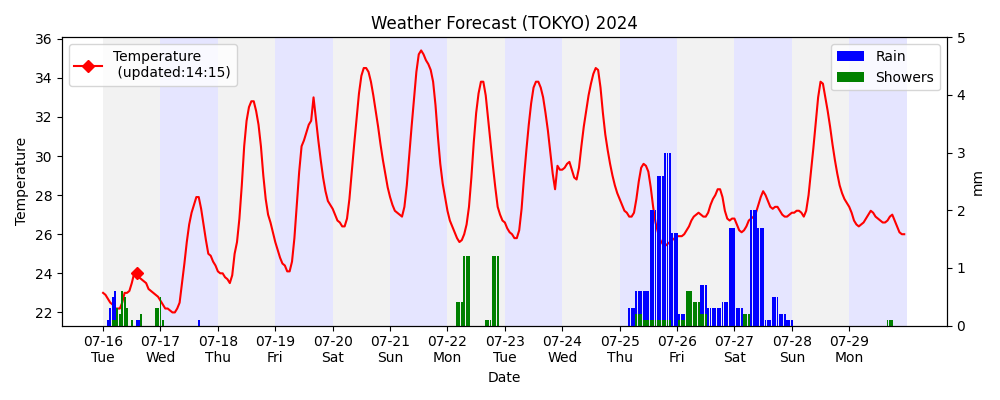 Weather Forecast (TOKYO) 2024
Temperature
(updated:14:15)
Rain
Showers
36
34
32
30
28
26
24
22
Temperature
5
4
3
2
1
0
mm
07-16 07-17 07-18 07-19 07-20 07-21 07-22 07-23 07-24 07-25 07-26 07-27 07-28 07-29
Tue Wed Thu Fri Sat Sun Mon Tue Wed Thu Fri Sat Sun Mon
Date